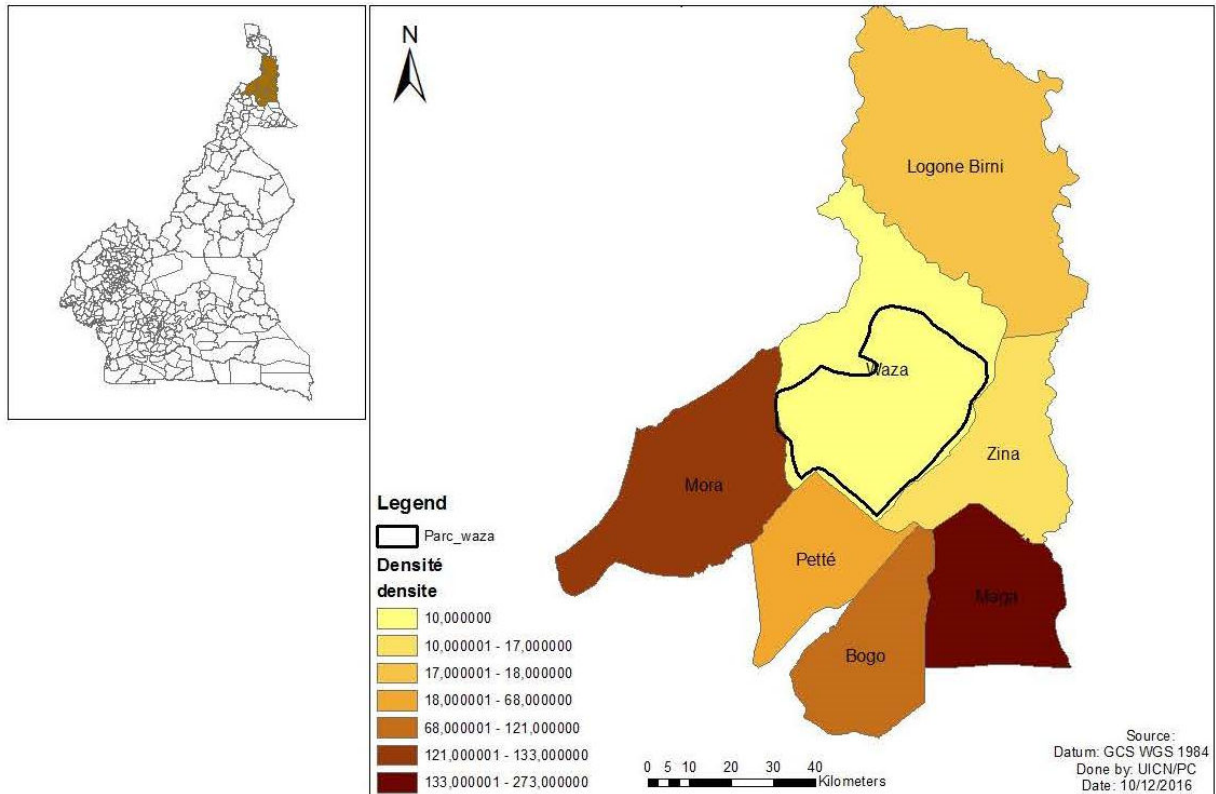 N
Logone Birni
Waza
Zina
Mora
Petté
Maga
Bogo
Legend
Parc_waza
Densité
densite
10,000000
10,000001 - 17,000000
17,000001 - 18,000000
18,000001 - 68,000000
68,000001 - 121,000000
121,000001 - 133,000000
133,000001 - 273,000000
0 5 10 20 30 40
Kilometers
Source:
Datum: GCS WGS 1984
Done by: UICN/PC
Date: 10/12/2016